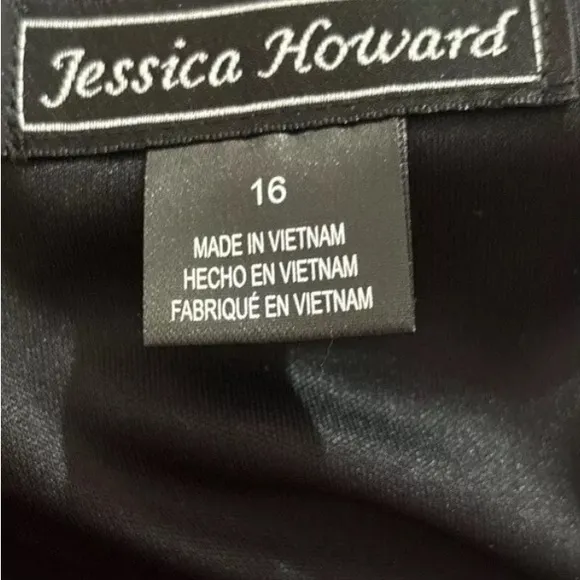 Jessica Howard
16
MADE IN VIETNAM
HECHO EN VIETNAM
FABRIQUÉ EN VIETNAM